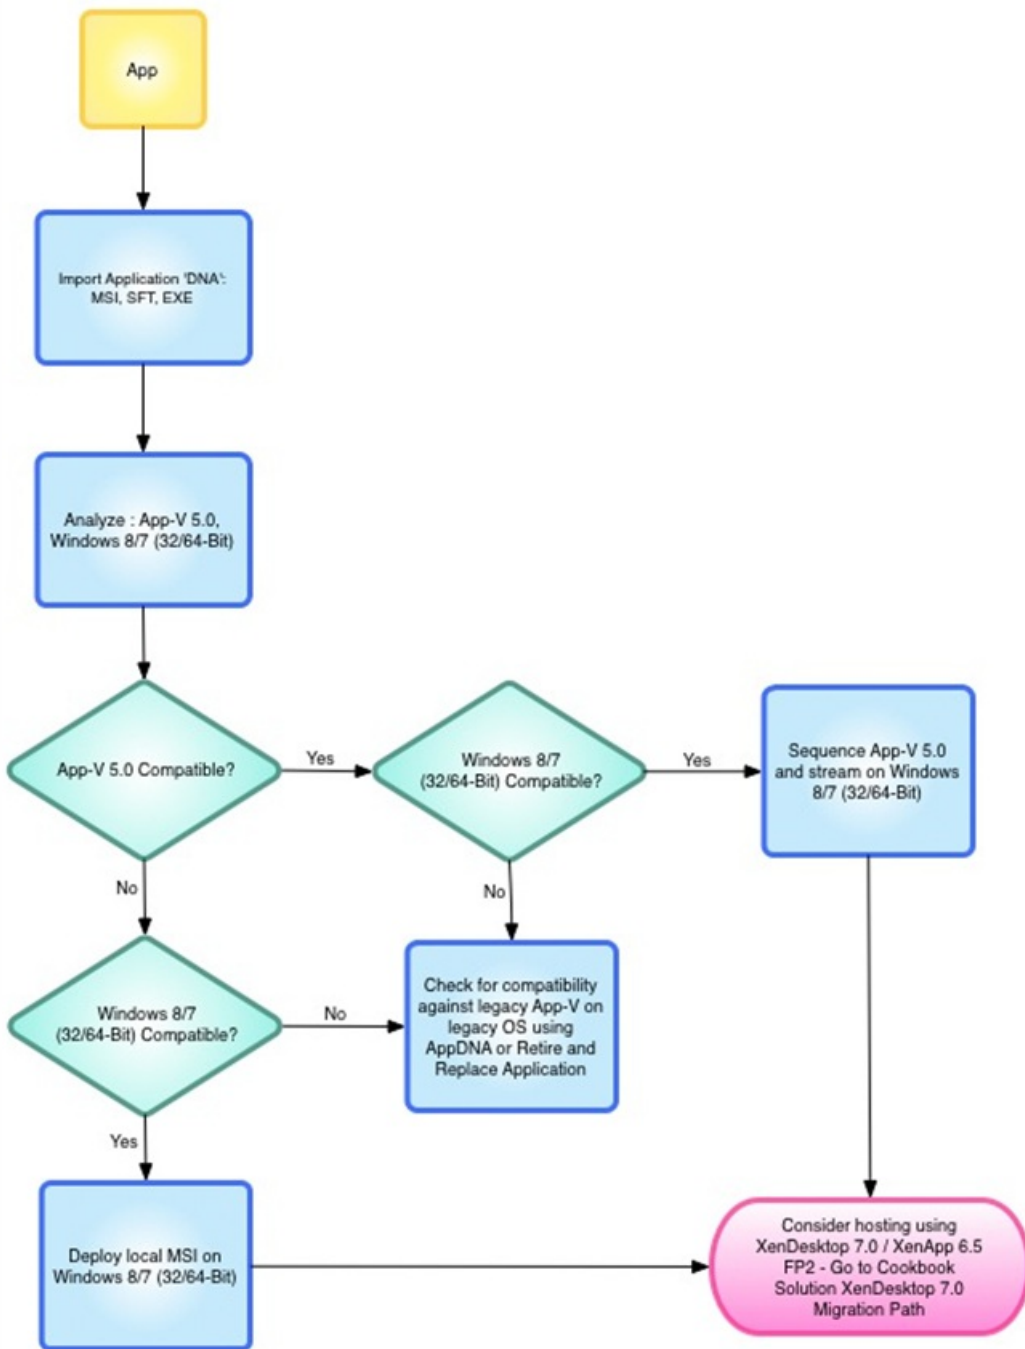 App
Import Application 'DNA':
MSI, SFT, EXE
Analyze : App-V 5.0,
Windows 8/7 (32/64-Bit)
App-V 5.0 Compatible?
Yes
Windows 8/7
(32/64-Bit) Compatible?
Yes
Sequence App-V 5.0
and stream on Windows
8/7 (32/64-Bit)
No
No
Windows 8/7
(32/64-Bit) Compatible?
No
Check for compatibility
against legacy App-V on
legacy OS using
AppDNA or Retire and
Replace Application
Yes
Deploy local MSI on
Windows 8/7 (32/64-Bit)
Consider hosting using
XenDesktop 7.0 / XenApp 6.5
FP2 - Go to Cookbook
Solution XenDesktop 7.0
Migration Path